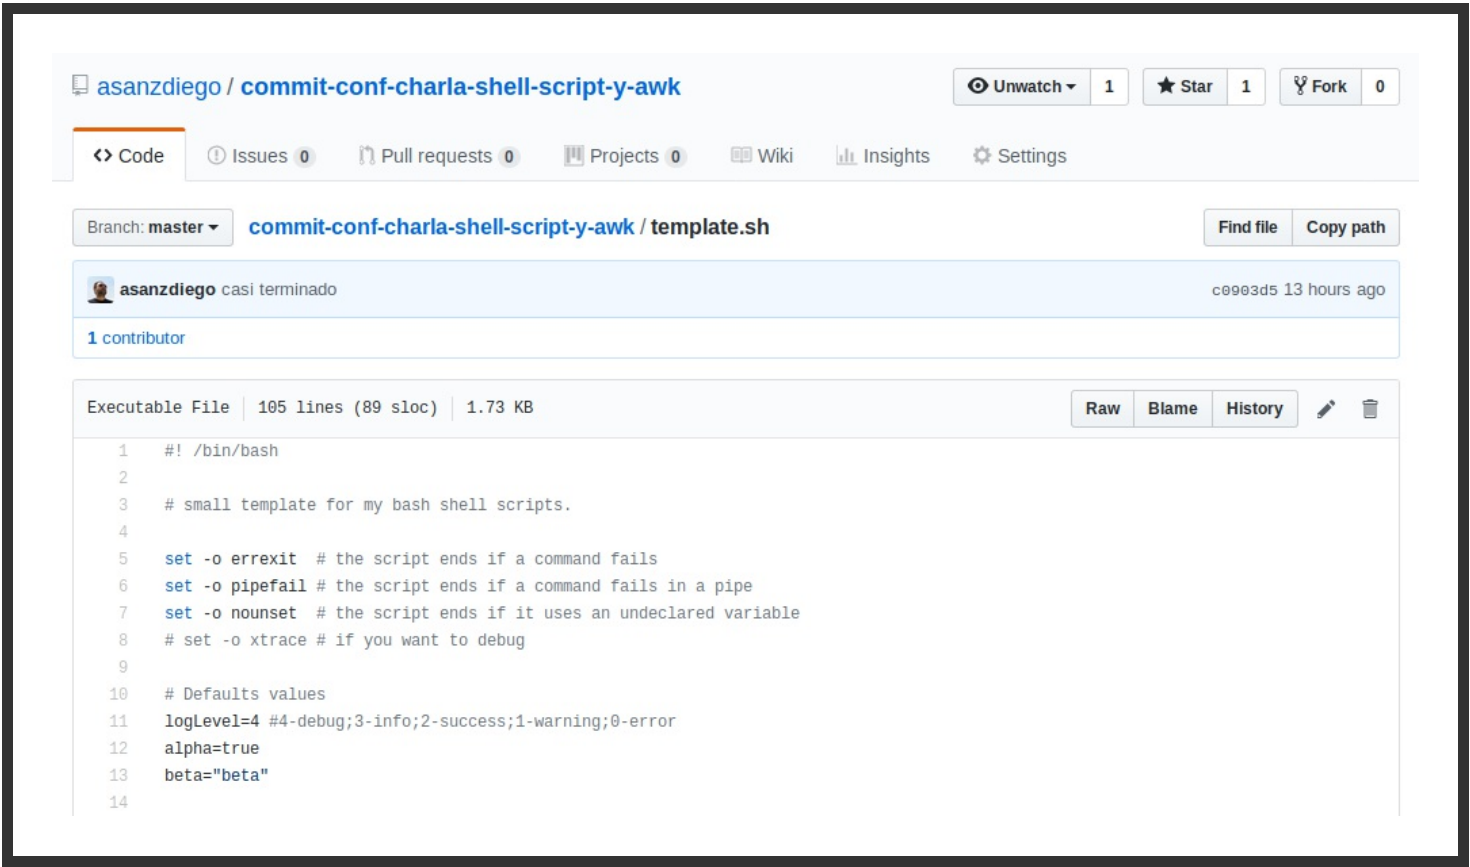 asanzdiego / commit-conf-charla-shell-script-y-awk
Unwatch 1 Star 1 Fork 0
Code Issues 0 Pull requests 0 Projects 0 Wiki Insights Settings
Branch: master commit-conf-charla-shell-script-y-awk / template.sh Find file Copy path
asanzdiego casi terminado c0903d5 13 hours ago
1 contributor
Executable File 105 lines (89 sloc) 1.73 KB Raw Blame History
1 #! /bin/bash
2
3 # small template for my bash shell scripts.
4
5 set -o errexit  # the script ends if a command fails
6 set -o pipefail # the script ends if a command fails in a pipe
7 set -o nounset  # the script ends if it uses an undeclared variable
8 # set -o xtrace # if you want to debug
9
10 # Defaults values
11 logLevel=4 #4-debug;3-info;2-success;1-warning;0-error
12 alpha=true
13 beta="beta"
14